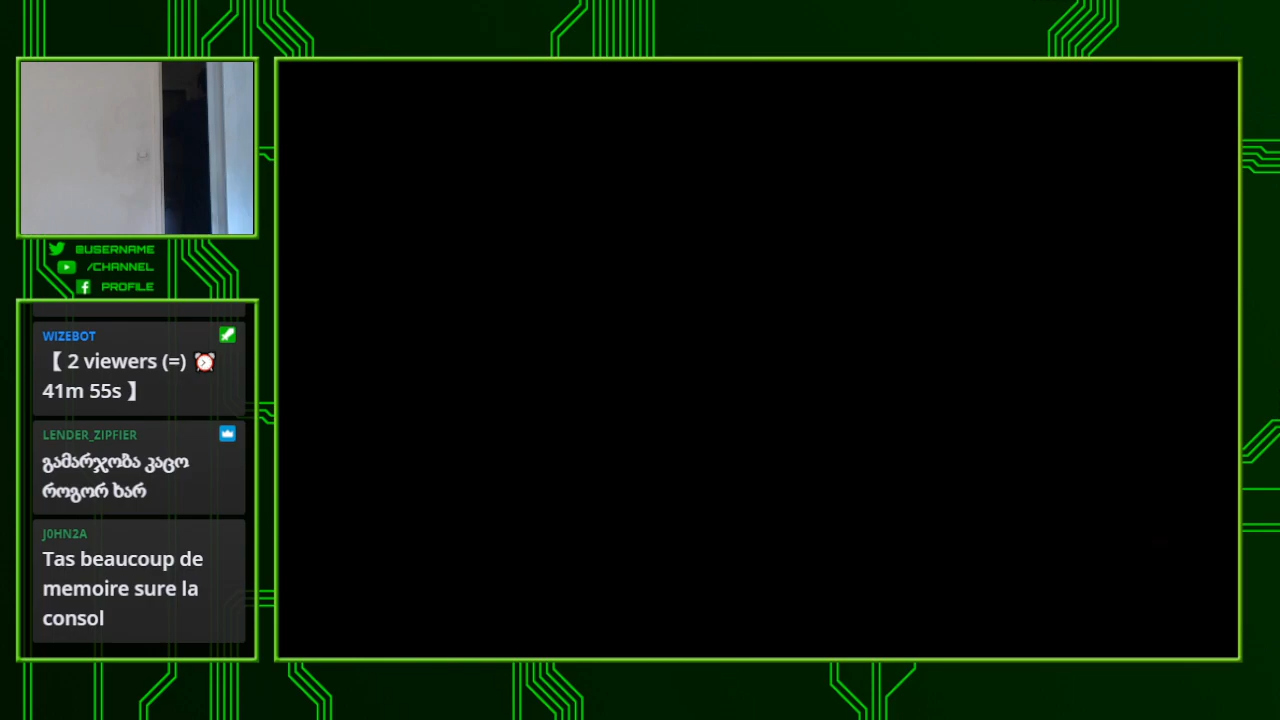 @USERNAME
/CHANNEL
PROFILE
WIZEBOT
【 2 viewers (=) ⏰
41m 55s 】
LENDER_ZIPFIER
გამარჯობა კაცო
როგორ ხარ
J0HN2A
Tas beaucoup de
memoire sure la
consol